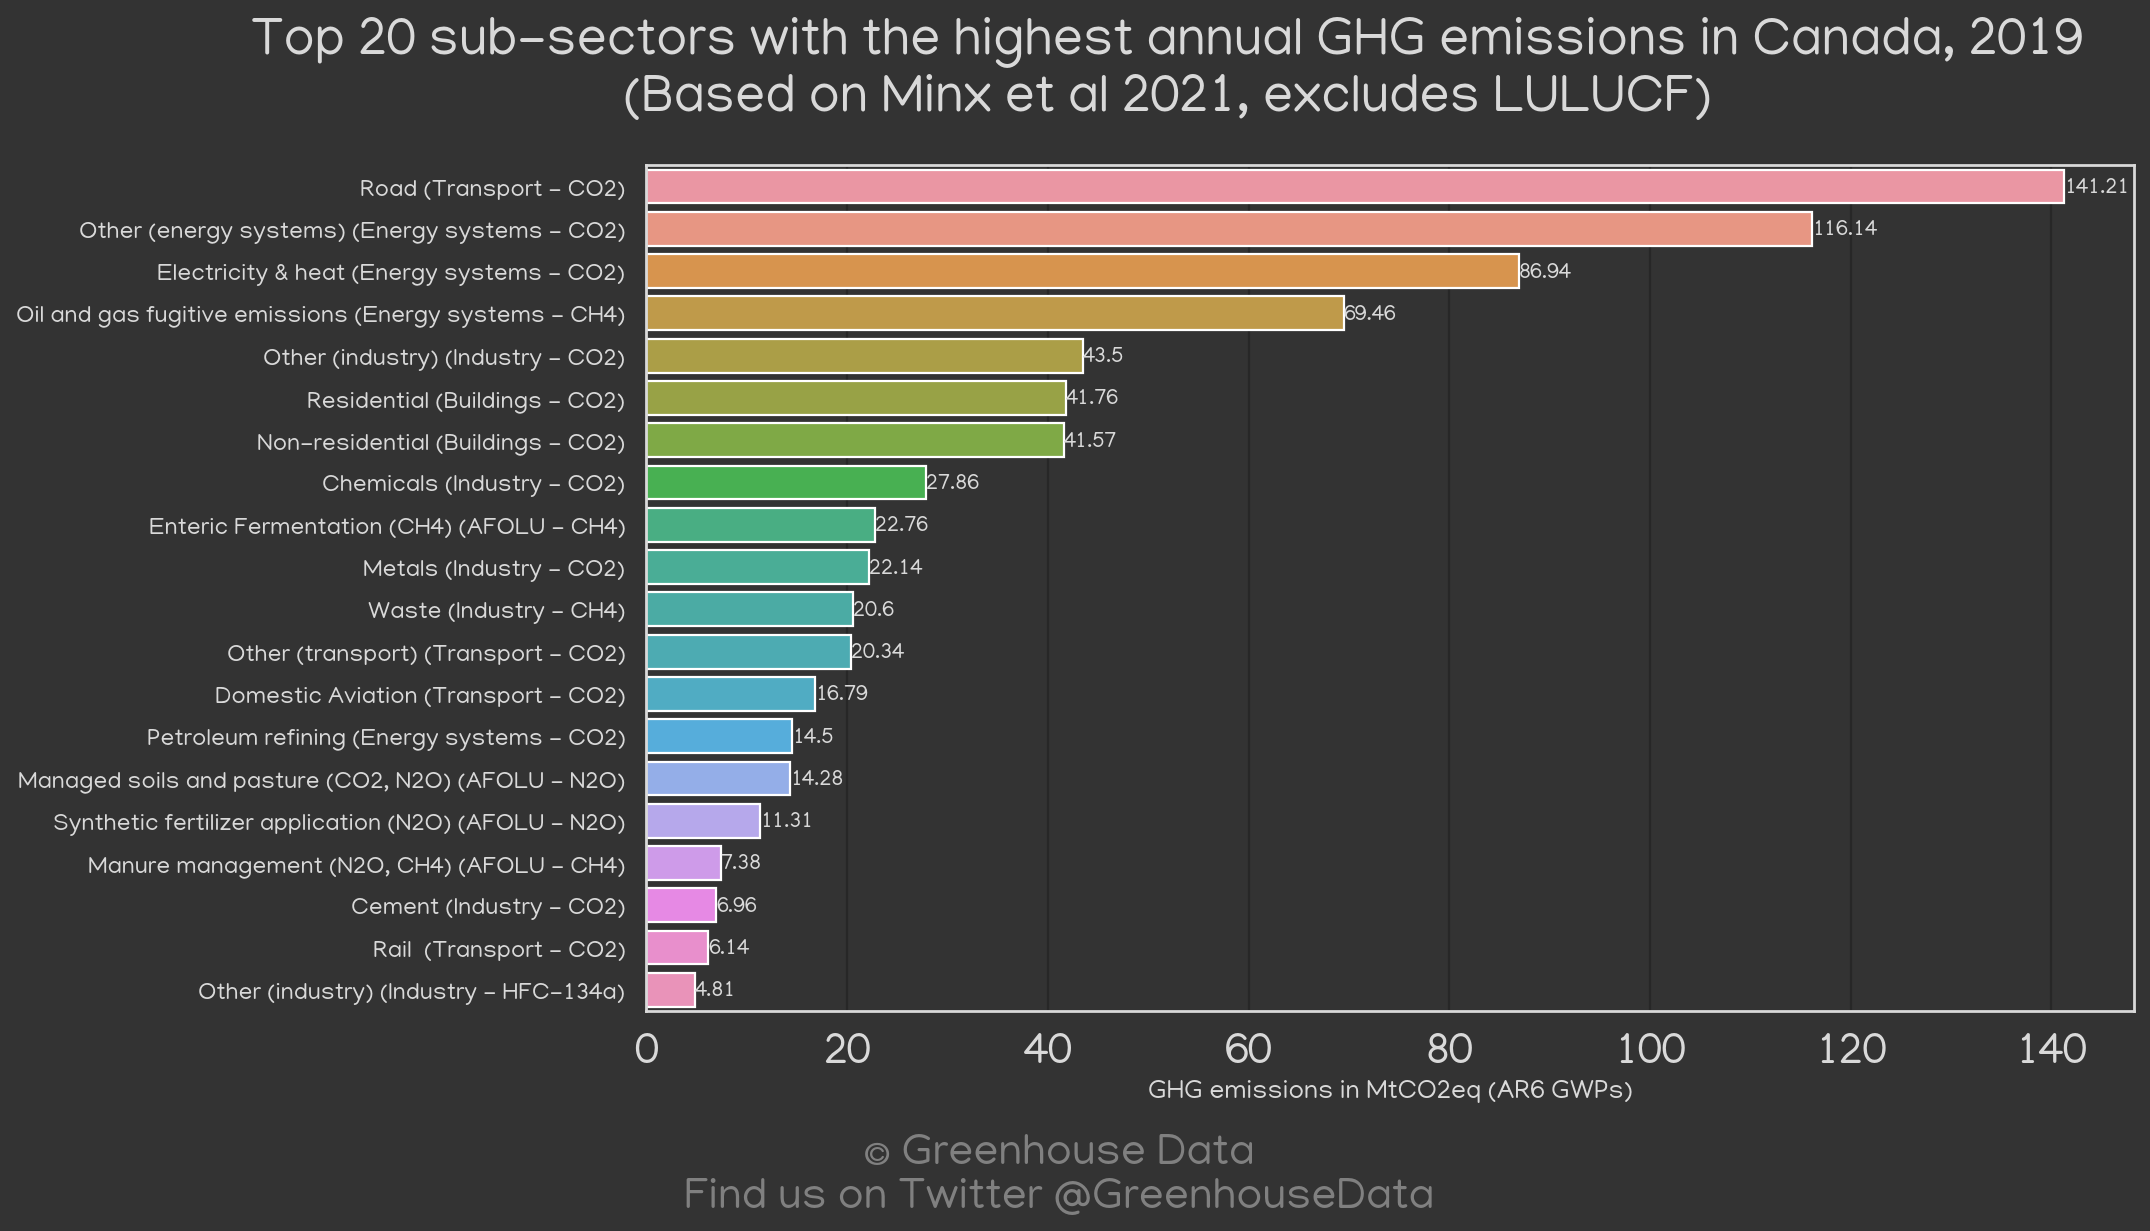 Top 20 sub-sectors with the highest annual GHG emissions in Canada, 2019
(Based on Minx et al 2021, excludes LULUCF)
Road (Transport - CO2) 141.21
Other (energy systems) (Energy systems - CO2) 116.14
Electricity & heat (Energy systems - CO2) 86.94
Oil and gas fugitive emissions (Energy systems - CH4) 69.46
Other (industry) (Industry - CO2) 43.5
Residential (Buildings - CO2) 41.76
Non-residential (Buildings - CO2) 41.57
Chemicals (Industry - CO2) 27.86
Enteric Fermentation (CH4) (AFOLU - CH4) 22.76
Metals (Industry - CO2) 22.14
Waste (Industry - CH4) 20.6
Other (transport) (Transport - CO2) 20.34
Domestic Aviation (Transport - CO2) 16.79
Petroleum refining (Energy systems - CO2) 14.5
Managed soils and pasture (CO2, N2O) (AFOLU - N2O) 14.28
Synthetic fertilizer application (N2O) (AFOLU - N2O) 11.31
Manure management (N2O, CH4) (AFOLU - CH4) 7.38
Cement (Industry - CO2) 6.96
Rail (Transport - CO2) 6.14
Other (industry) (Industry - HFC-134a) 4.81
0 20 40 60 80 100 120 140
GHG emissions in MtCO2eq (AR6 GWPs)
© Greenhouse Data
Find us on Twitter @GreenhouseData